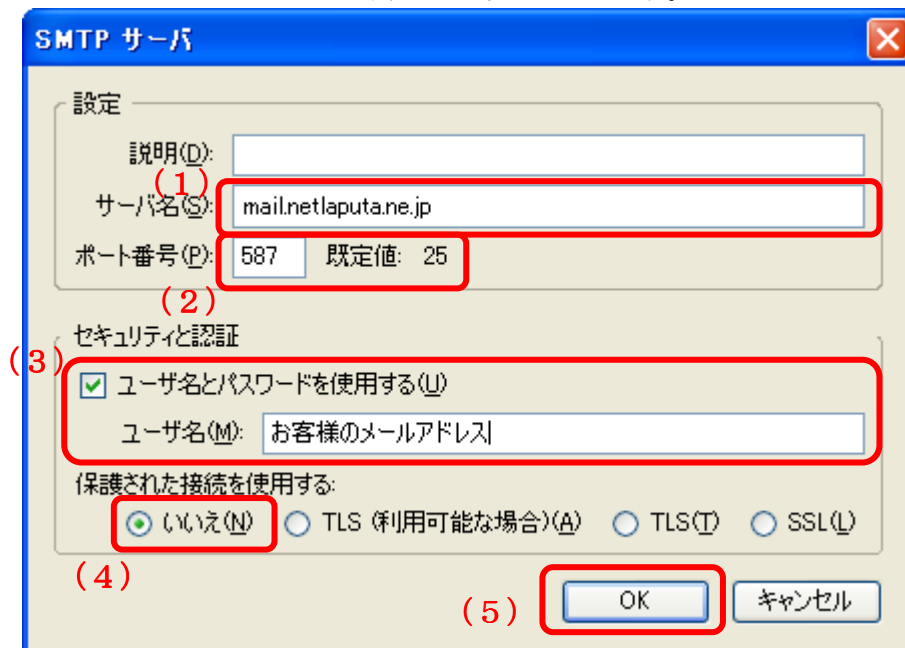 SMTP サーバ
設定
説明(D):
(1)
サーバ名(S): mail.netlaputa.ne.jp
ポート番号(P): 587 既定値: 25
(2)
セキュリティと認証
(3)
ユーザ名とパスワードを使用する(U)
ユーザ名(M): お客様のメールアドレス
保護された接続を使用する:
いいえ(N) TLS (利用可能な場合)(A) TLS(T) SSL(L)
(4)
(5) OK キャンセル